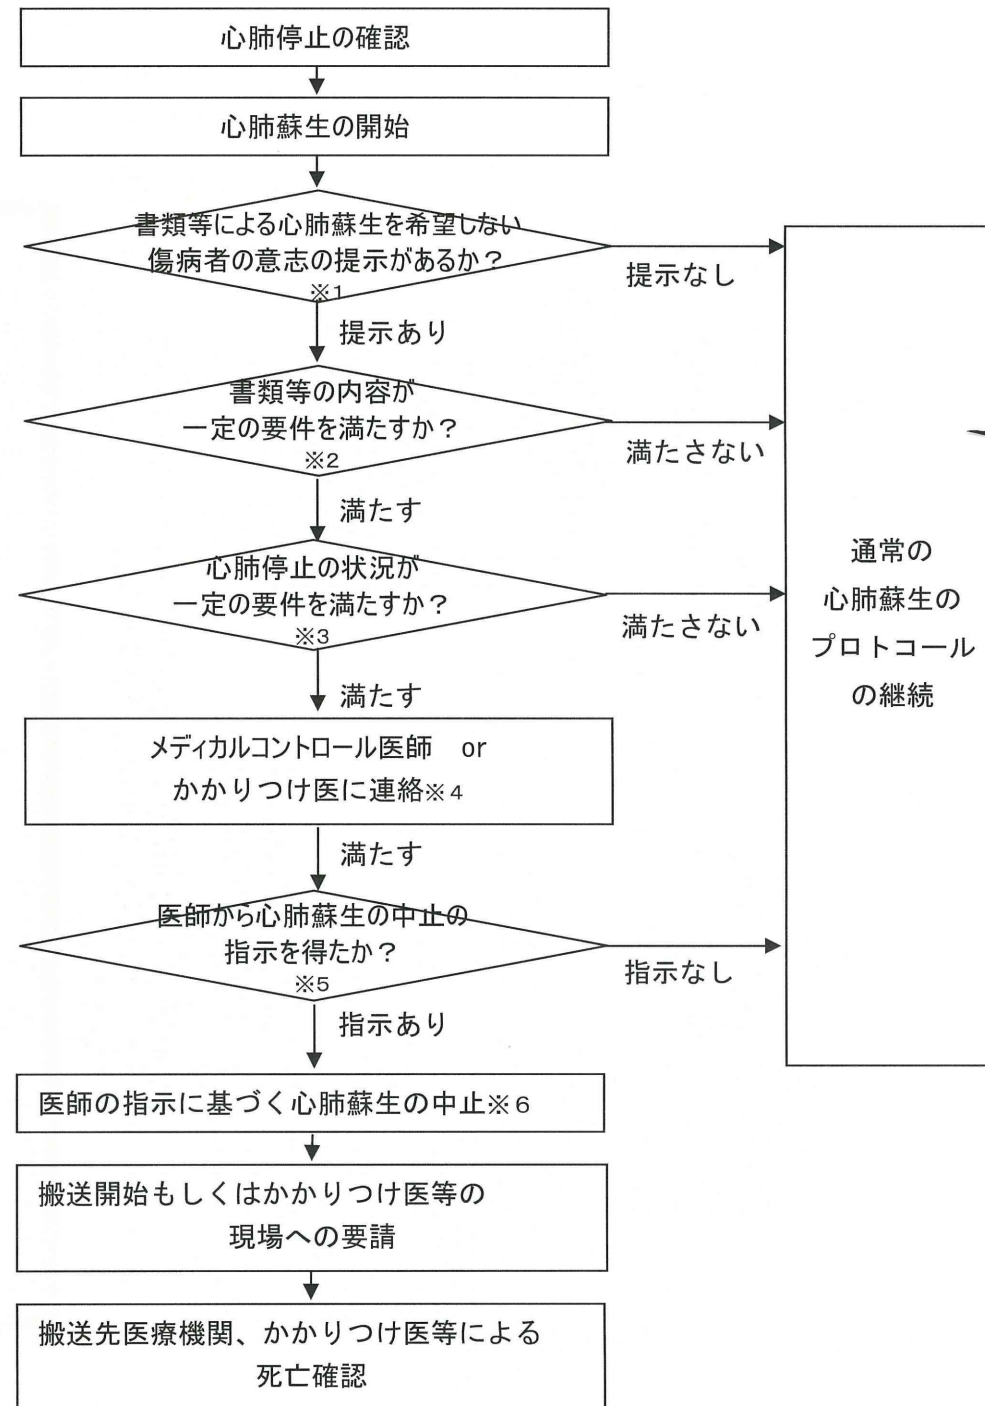 心肺停止の確認
心肺蘇生の開始
書類等による心肺蘇生を希望しない
傷病者の意志の提示があるか？
※1
提示なし
提示あり
書類等の内容が
一定の要件を満たすか？
※2
満たさない
満たす
心肺停止の状況が
一定の要件を満たすか？
※3
満たさない
満たす
メディカルコントロール医師　or
かかりつけ医に連絡※4
満たす
医師から心肺蘇生の中止の
指示を得たか？
※5
指示なし
指示あり
医師の指示に基づく心肺蘇生の中止※6
搬送開始もしくはかかりつけ医等の
現場への要請
搬送先医療機関、かかりつけ医等による
死亡確認
通常の
心肺蘇生の
プロトコール
の継続